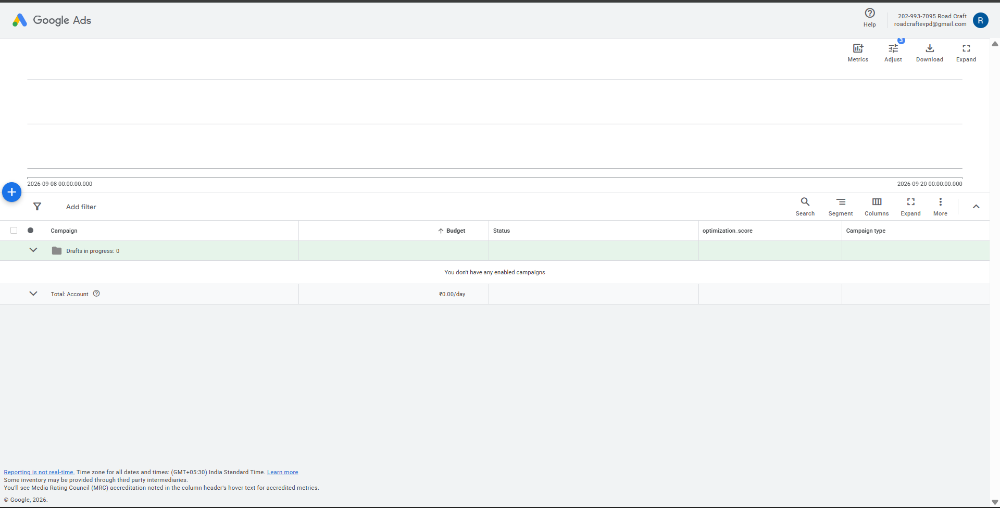 Google Ads
Help
202-993-7095 Road Craft
roadcraftevpd@gmail.com
R
3
Metrics
Adjust
Download
Expand
2026-09-08 00:00:00.000
2026-09-20 00:00:00.000
Add filter
Search
Segment
Columns
Expand
More
Campaign
Budget
Status
optimization_score
Campaign type
Drafts in progress: 0
You don't have any enabled campaigns
Total: Account
₹0.00/day
Reporting is not real-time. Time zone for all dates and times: (GMT+05:30) India Standard Time. Learn more
Some inventory may be provided through third party intermediaries.
You'll see Media Rating Council (MRC) accreditation noted in the column header's hover text for accredited metrics.
© Google, 2026.